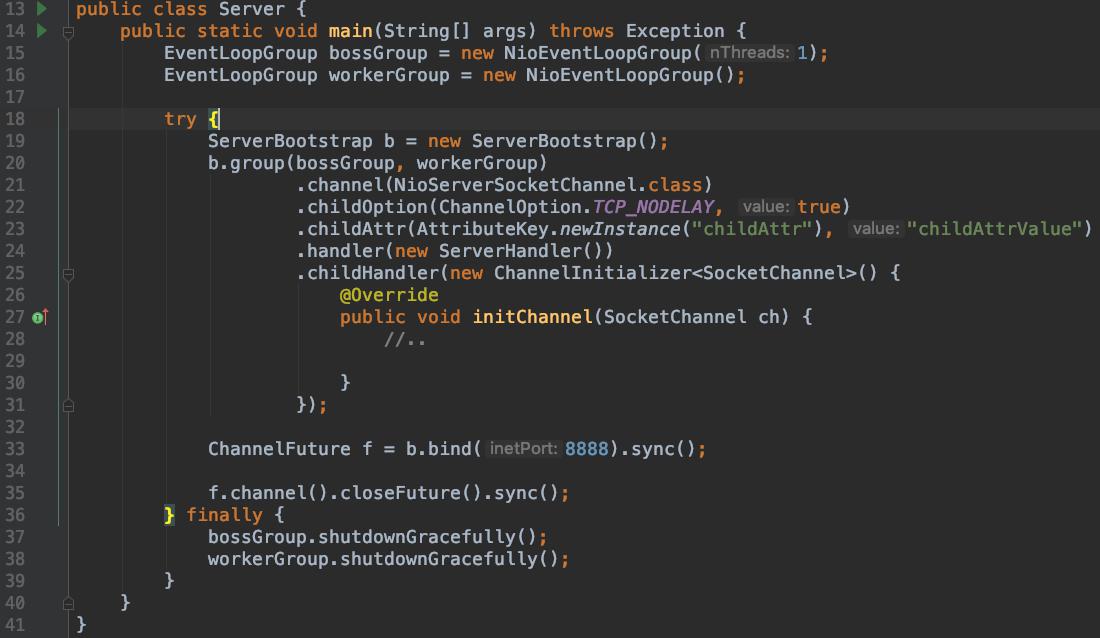 13 public class Server {
14 public static void main(String[] args) throws Exception {
15 EventLoopGroup bossGroup = new NioEventLoopGroup( nThreads: 1);
16 EventLoopGroup workerGroup = new NioEventLoopGroup();
17
18 try {
19 ServerBootstrap b = new ServerBootstrap();
20 b.group(bossGroup, workerGroup)
21 .channel(NioServerSocketChannel.class)
22 .childOption(ChannelOption.TCP_NODELAY, value: true)
23 .childAttr(AttributeKey.newInstance("childAttr"), value: "childAttrValue")
24 .handler(new ServerHandler())
25 .childHandler(new ChannelInitializer<SocketChannel>() {
26 @Override
27 public void initChannel(SocketChannel ch) {
28 //..
29
30 }
31 });
32
33 ChannelFuture f = b.bind( inetPort: 8888).sync();
34
35 f.channel().closeFuture().sync();
36 } finally {
37 bossGroup.shutdownGracefully();
38 workerGroup.shutdownGracefully();
39 }
40 }
41 }